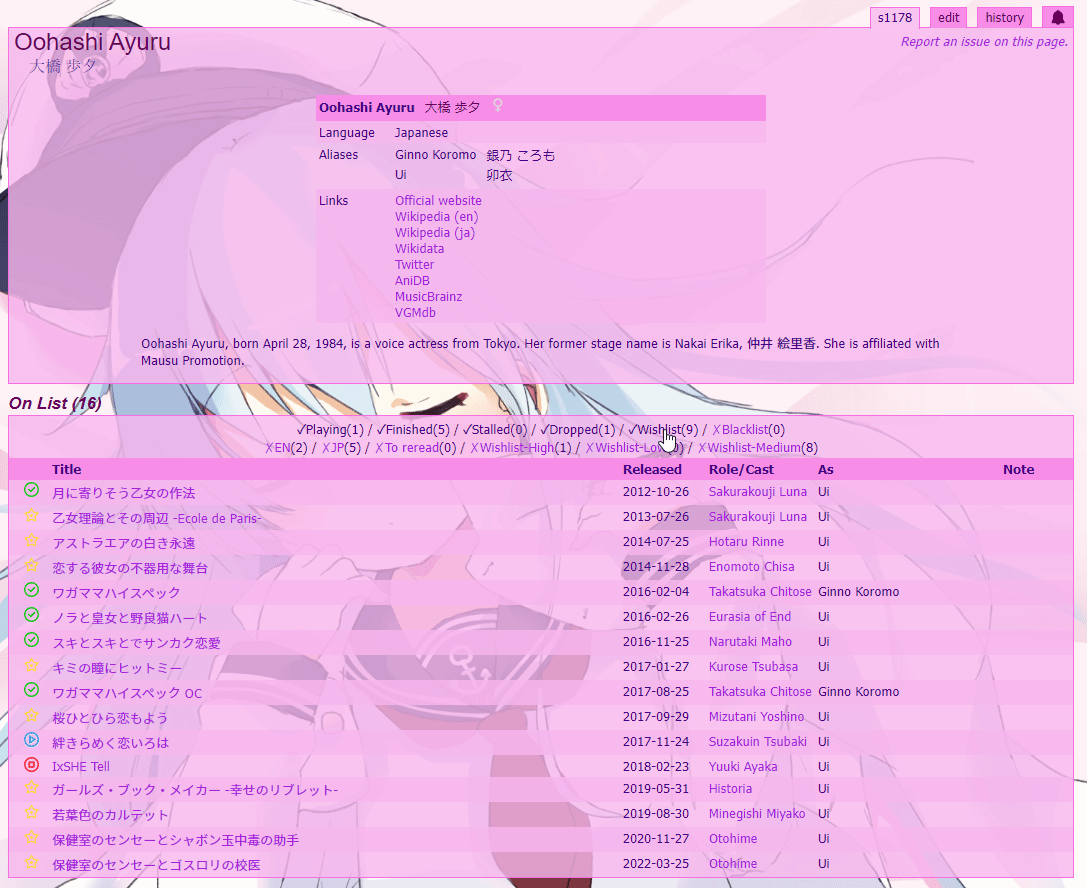 s1178 edit history
Oohashi Ayuru
Report an issue on this page.
大橋 歩夕
Oohashi Ayuru 大橋 歩夕 ♀
Language Japanese
Aliases Ginno Koromo 銀乃 ころも
Ui 卯衣
Links Official website
Wikipedia (en)
Wikipedia (ja)
Wikidata
Twitter
AniDB
MusicBrainz
VGMdb
Oohashi Ayuru, born April 28, 1984, is a voice actress from Tokyo. Her former stage name is Nakai Erika, 仲井 絵里香. She is affiliated with
Mausu Promotion.
On List (16)
✓Playing(1) / ✓Finished(5) / ✓Stalled(0) / ✓Dropped(1) / ✓Wishlist(9) / ✗Blacklist(0)
✗EN(2) / ✗JP(5) / ✗To reread(0) / ✗Wishlist-High(1) / ✗Wishlist-Low(0) / ✗Wishlist-Medium(8)
Title Released Role/Cast As Note
月に寄りそう乙女の作法 2012-10-26 Sakurakouji Luna Ui
乙女理論とその周辺 -Ecole de Paris- 2013-07-26 Sakurakouji Luna Ui
アストラエアの白き永遠 2014-07-25 Hotaru Rinne Ui
恋する彼女の不器用な舞台 2014-11-28 Enomoto Chisa Ui
ワガママハイスペック 2016-02-04 Takatsuka Chitose Ginno Koromo
ノラと皇女と野良猫ハート 2016-02-26 Eurasia of End Ui
スキとスキとでサンカク恋愛 2016-11-25 Narutaki Maho Ui
キミの瞳にヒットミー 2017-01-27 Kurose Tsubasa Ui
ワガママハイスペック OC 2017-08-25 Takatsuka Chitose Ginno Koromo
桜ひとひら恋もよう 2017-09-29 Mizutani Yoshino Ui
絆きらめく恋いろは 2017-11-24 Suzakuin Tsubaki Ui
IxSHE Tell 2018-02-23 Yuuki Ayaka Ui
ガールズ・ブック・メイカー -幸せのリブレット- 2019-05-31 Historia Ui
若葉色のカルテット 2019-08-30 Minegishi Miyako Ui
保健室のセンセーとシャボン玉中毒の助手 2020-11-27 Otohime Ui
保健室のセンセーとゴスロリの校医 2022-03-25 Otohime Ui